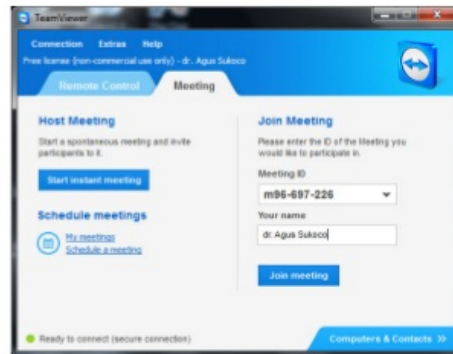 TeamViewer
Connection Extras Help
Free license (non-commercial use only) - dr. Agus Sukoco
Remote Control Meeting
Host Meeting
Start a spontaneous meeting and invite
participants to it.
Start instant meeting
Schedule meetings
My meetings
Schedule a meeting
Join Meeting
Please enter the ID of the Meeting you
would like to participate in.
Meeting ID
m96-697-226
Your name
dr. Agus Sukoco
Join meeting
Ready to connect (secure connection)
Computers & Contacts >>